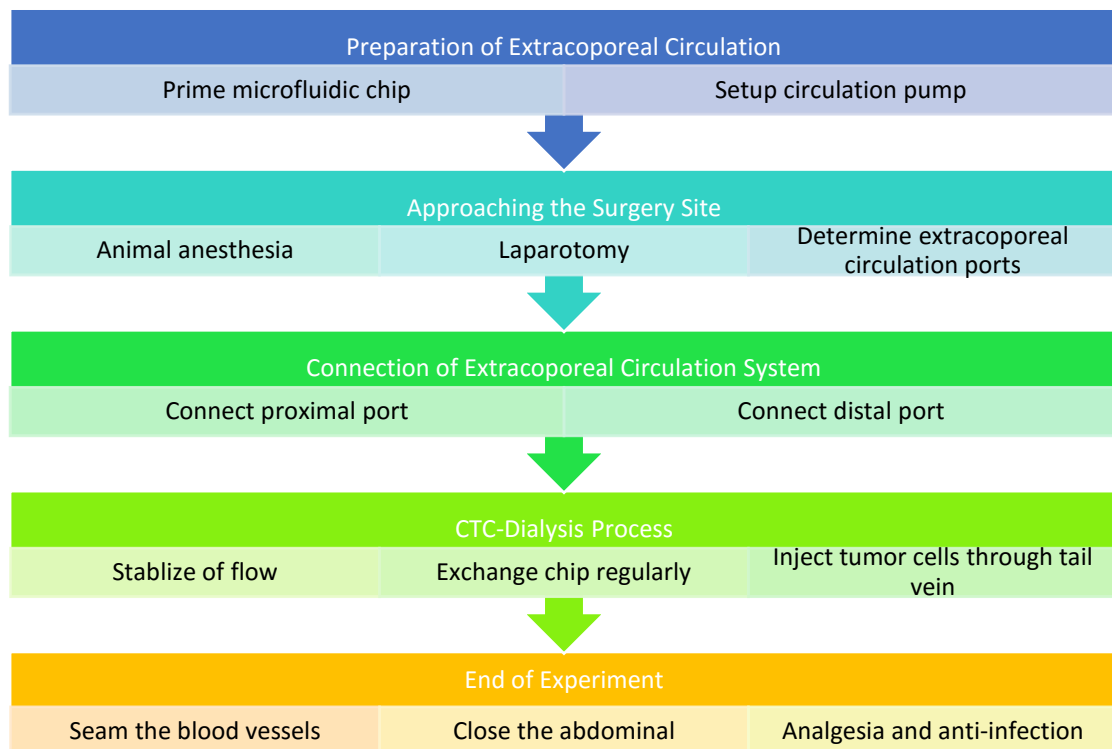 Preparation of Extracoporeal Circulation
Prime microfluidic chip
Setup circulation pump
Approaching the Surgery Site
Animal anesthesia
Laparotomy
Determine extracoporeal
circulation ports
Connection of Extracoporeal Circulation System
Connect proximal port
Connect distal port
CTC-Dialysis Process
Stablize of flow
Exchange chip regularly
Inject tumor cells through tail
vein
End of Experiment
Seam the blood vessels
Close the abdominal
Analgesia and anti-infection